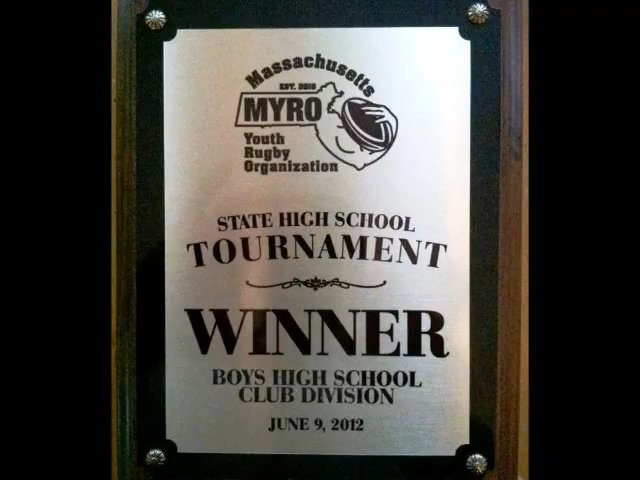 Massachusetts
EST. 2010
MYRO
Youth
Rugby
Organization
STATE HIGH SCHOOL
TOURNAMENT
WINNER
BOYS HIGH SCHOOL
CLUB DIVISION
JUNE 9, 2012